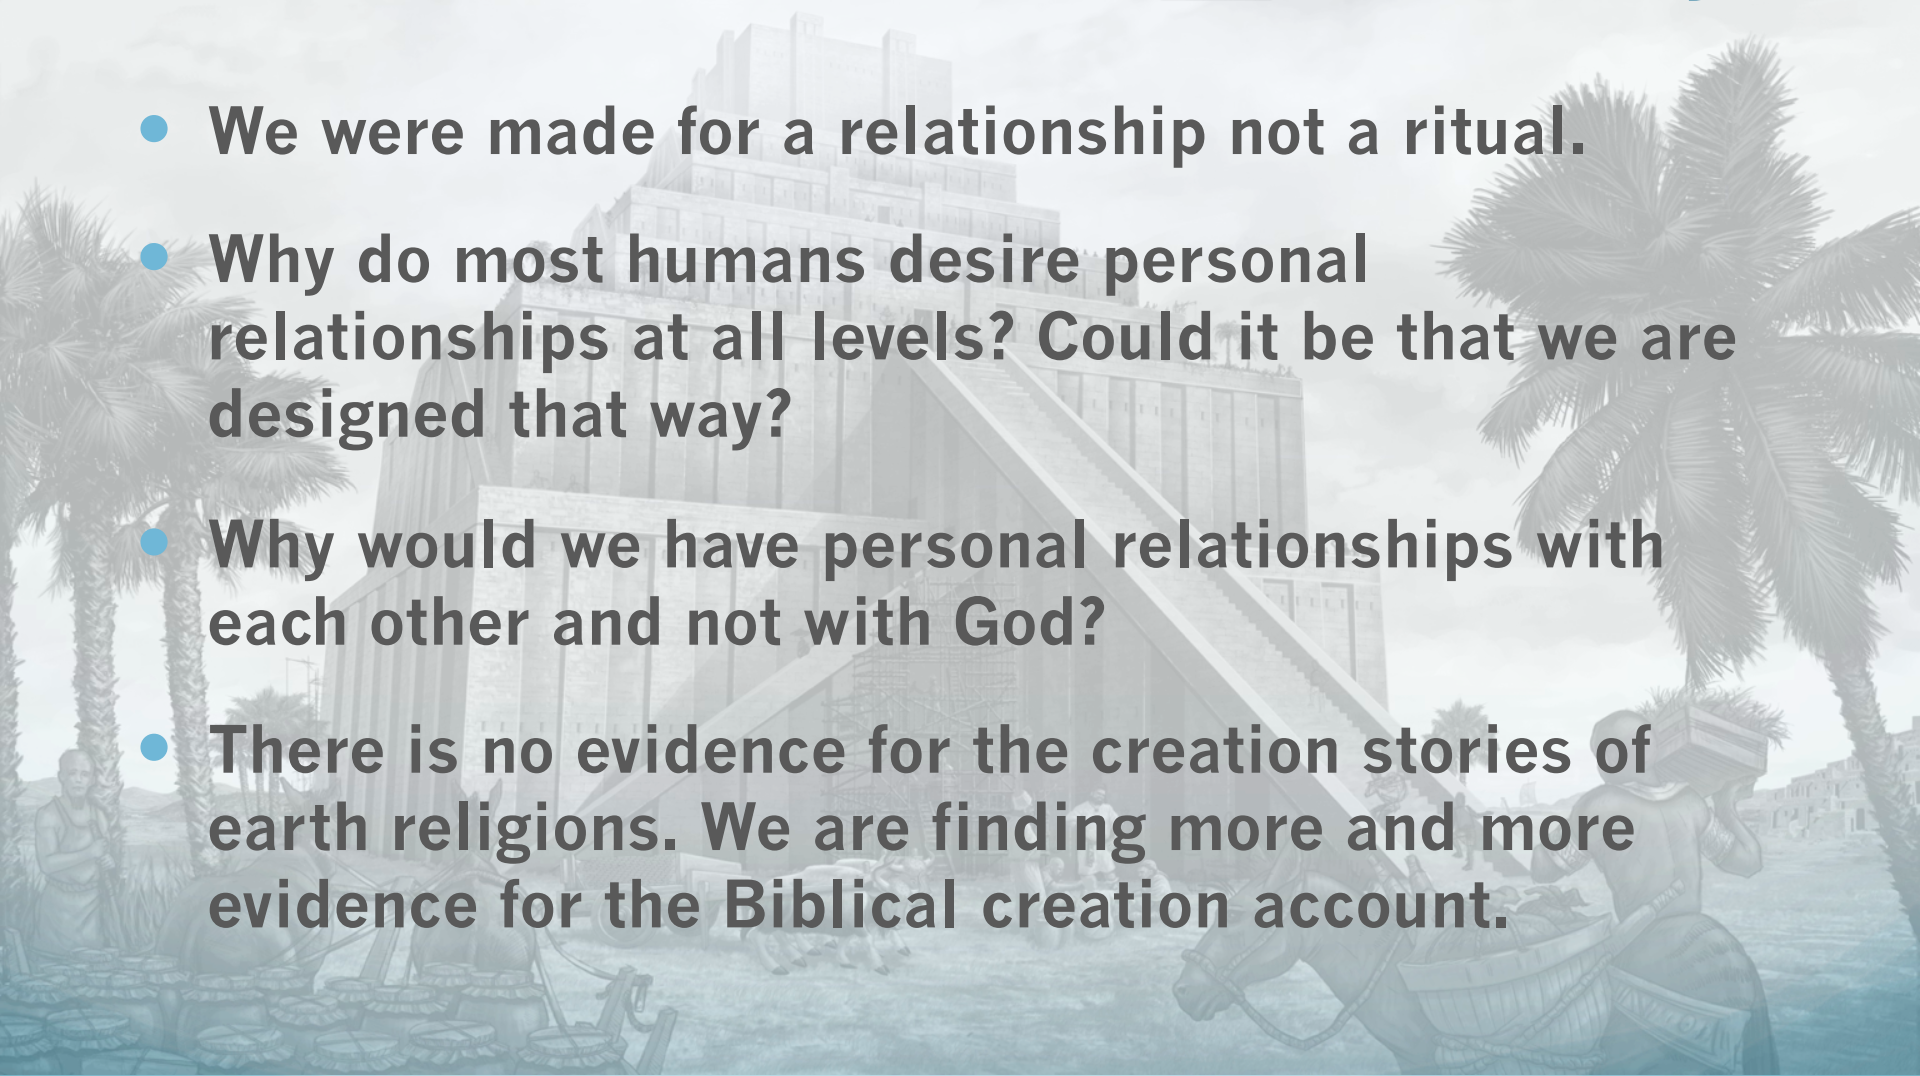 • We were made for a relationship not a ritual.
• Why do most humans desire personal
relationships at all levels? Could it be that we are
designed that way?
• Why would we have personal relationships with
each other and not with God?
• There is no evidence for the creation stories of
earth religions. We are finding more and more
evidence for the Biblical creation account.